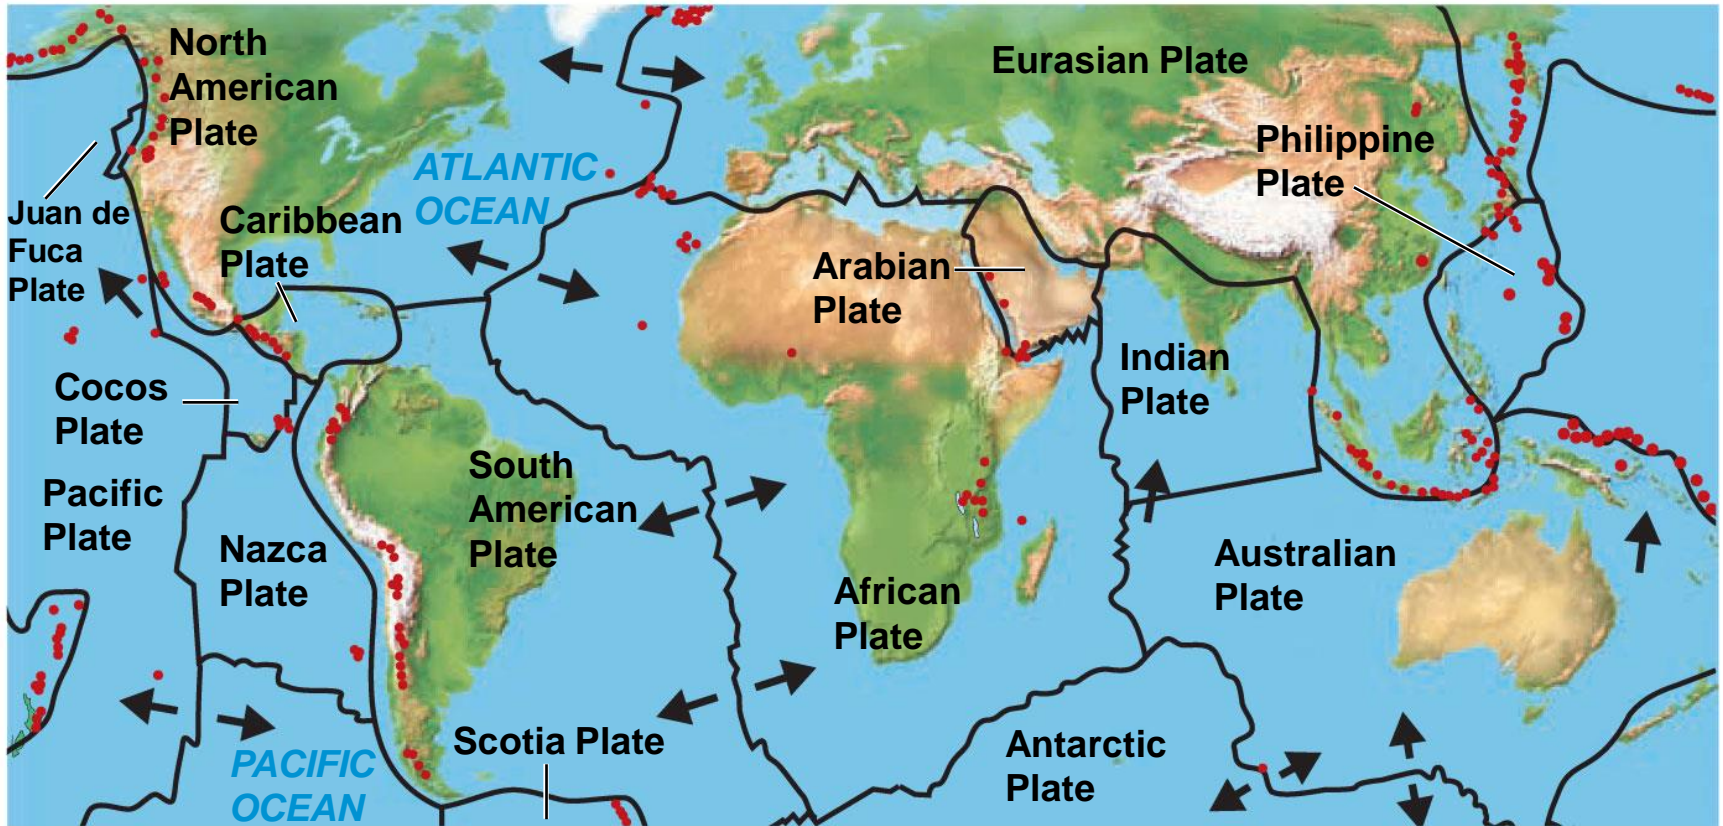 North
American
Plate
Eurasian Plate
Philippine
Plate
ATLANTIC
OCEAN
Juan de
Fuca
Plate
Caribbean
Plate
Arabian
Plate
Indian
Plate
Cocos
Plate
Pacific
Plate
South
American
Plate
Nazca
Plate
African
Plate
Australian
Plate
Scotia Plate
Antarctic
Plate
PACIFIC
OCEAN